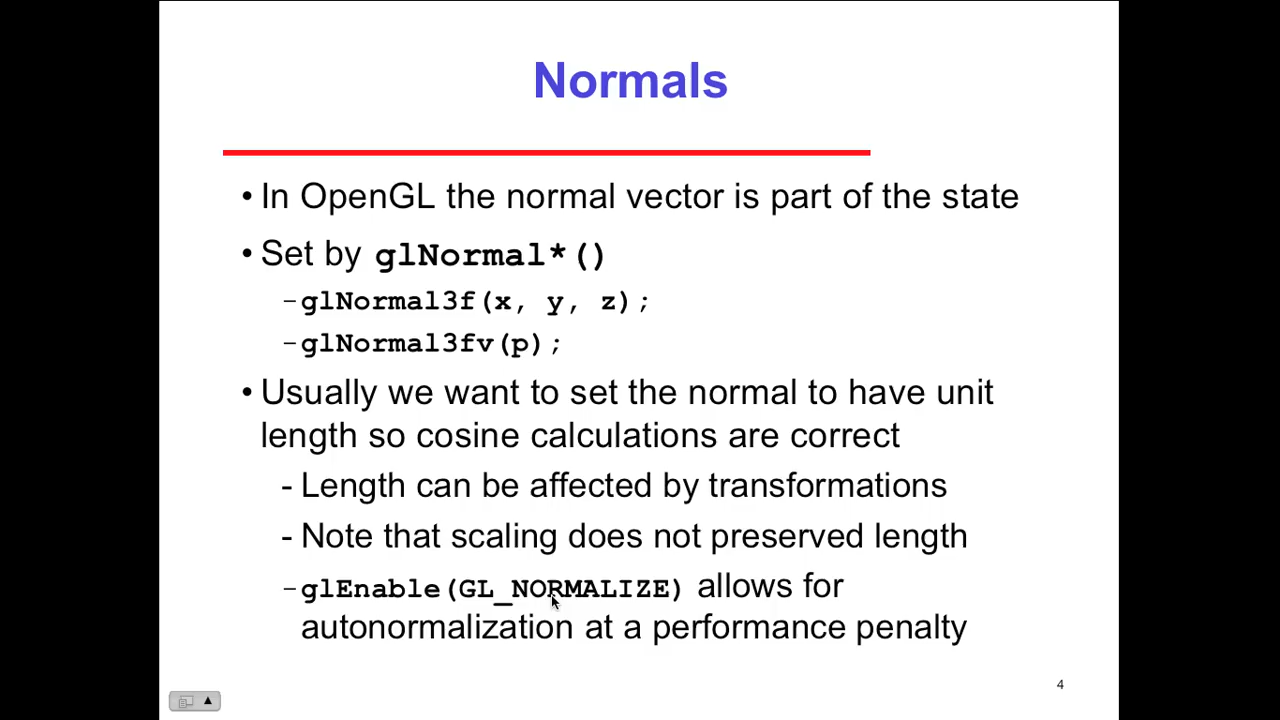 Normals
• In OpenGL the normal vector is part of the state
• Set by glNormal*()
–glNormal3f(x, y, z);
–glNormal3fv(p);
• Usually we want to set the normal to have unit
length so cosine calculations are correct
- Length can be affected by transformations
- Note that scaling does not preserved length
–glEnable(GL_NORMALIZE) allows for
autonormalization at a performance penalty
4